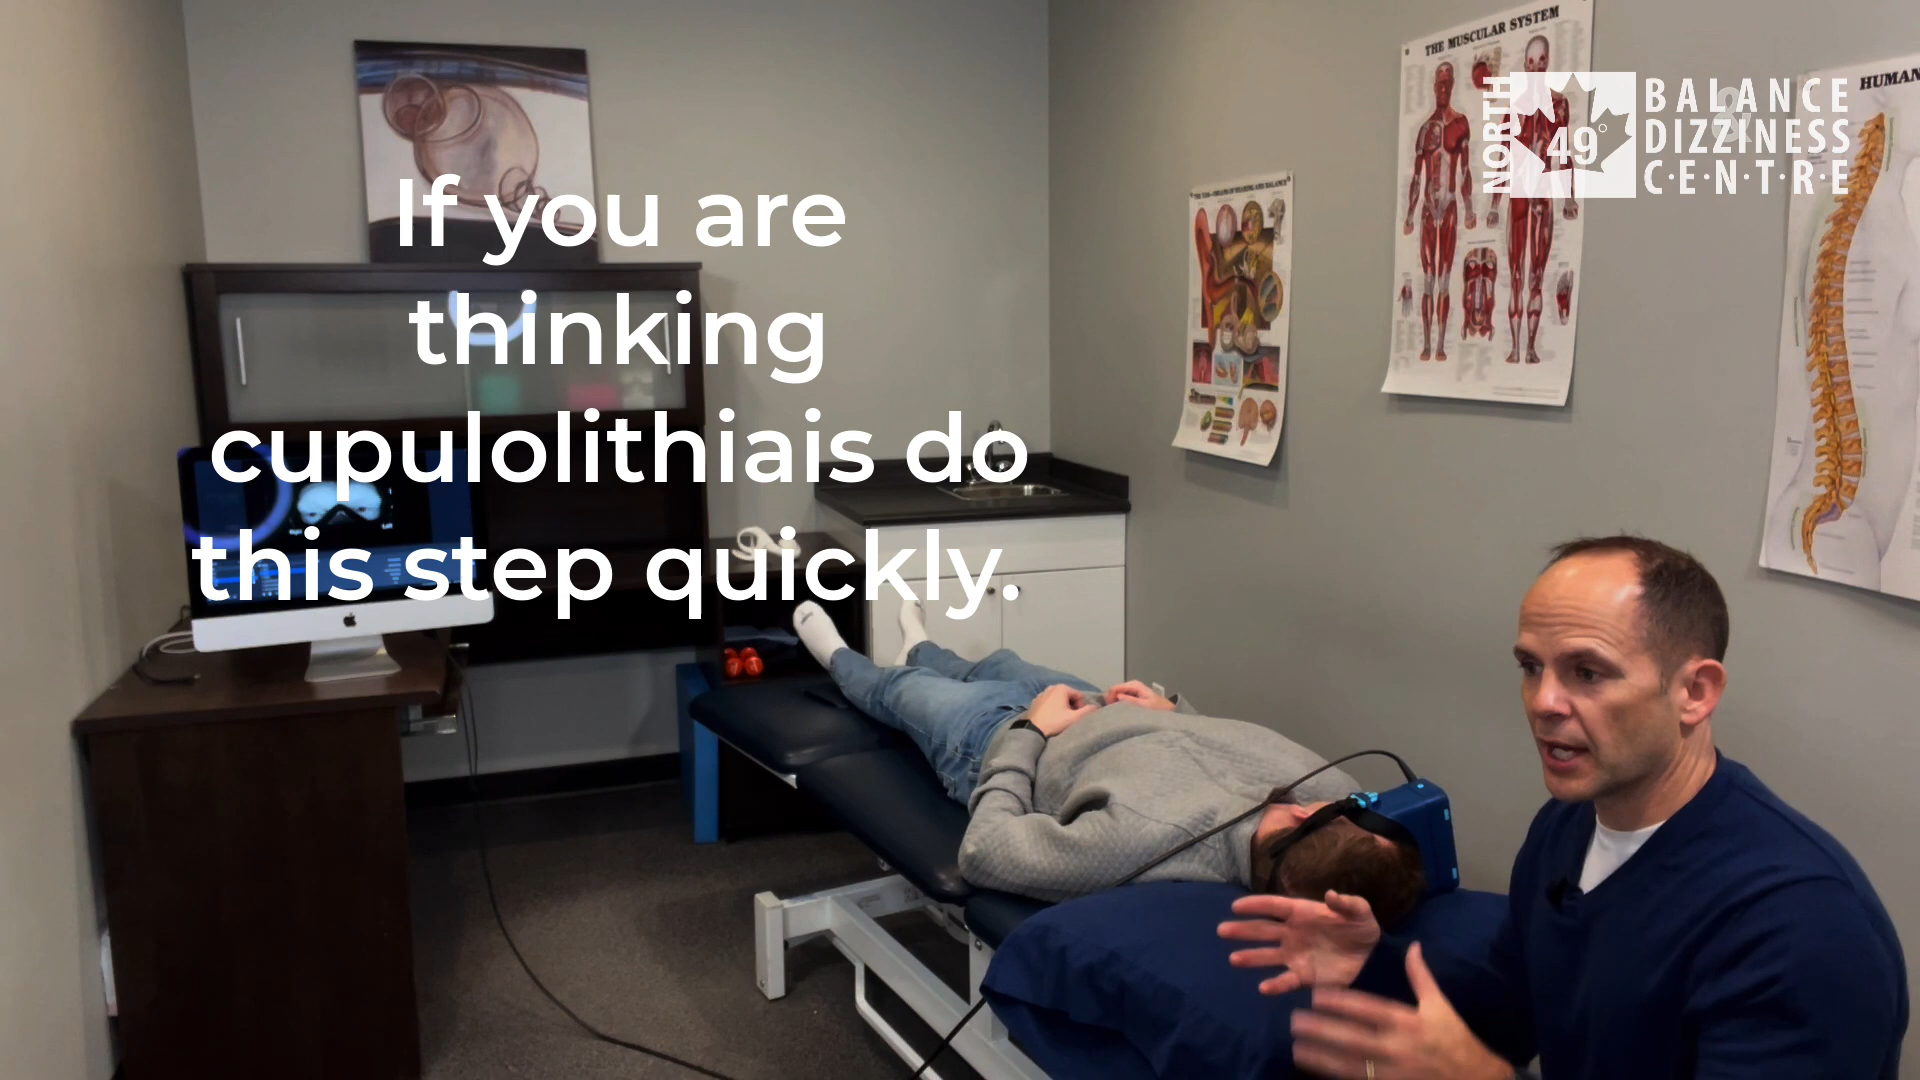 If you are
thinking
cupulolithiais do
this step quickly.
THE MUSCULAR SYSTEM
NORTH
49°
BALANCE &
DIZZINESS
C·E·N·T·R·E
HUMAN